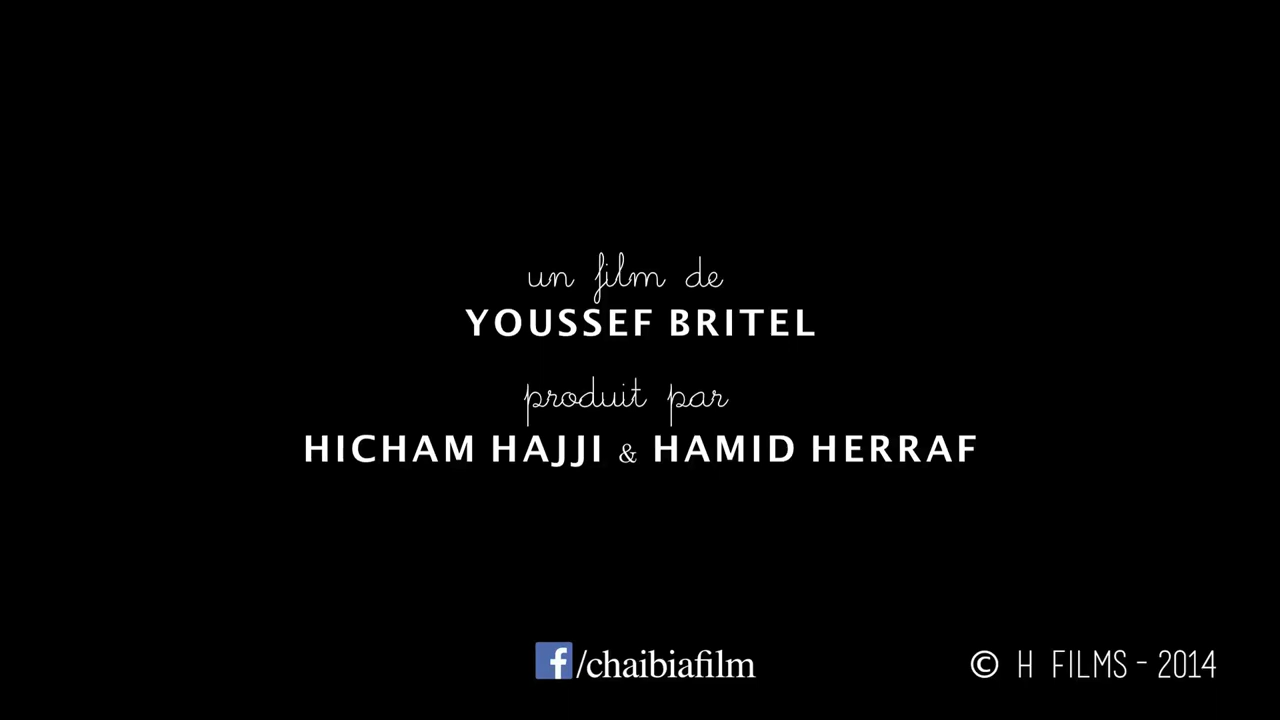 un film de
YOUSSEF BRITEL
produit par
HICHAM HAJJI & HAMID HERRAF
f/chaibiafilm
© H FILMS - 2014